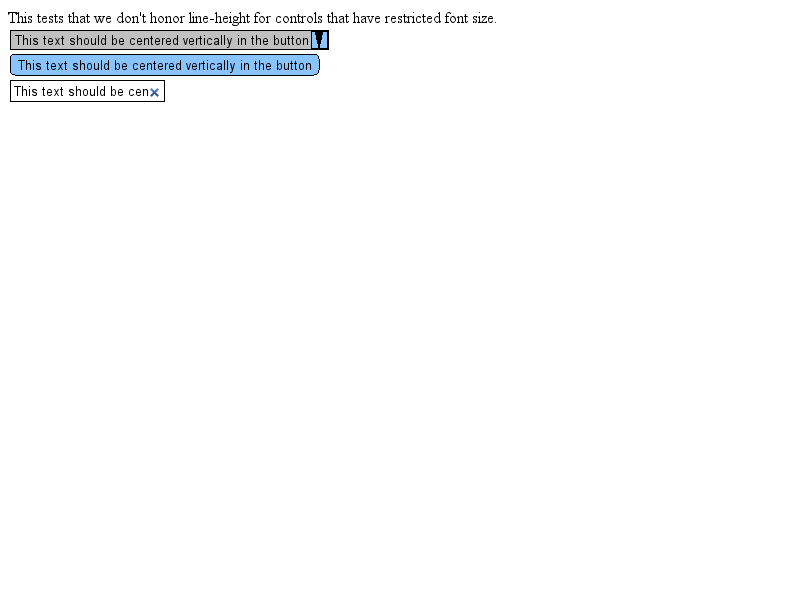 This tests that we don't honor line-height for controls that have restricted font size.
This text should be centered vertically in the button
This text should be centered vertically in the button
This text should be cen